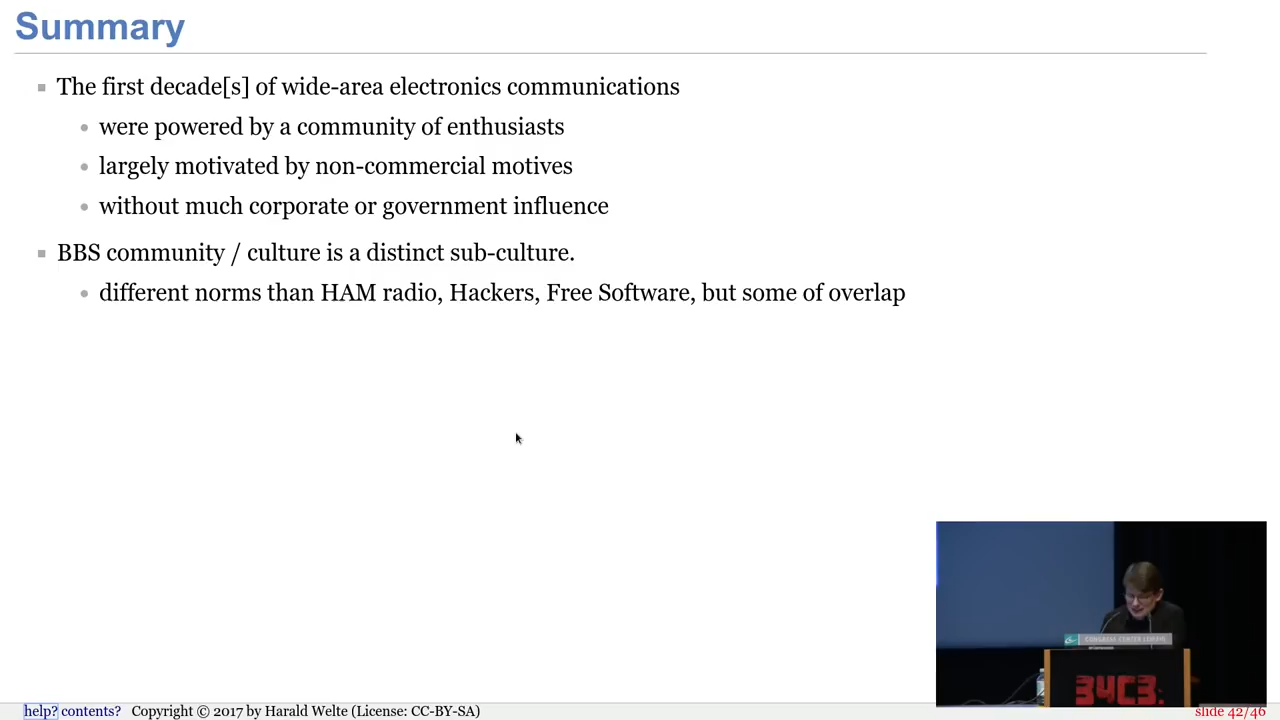 Summary
The first decade[s] of wide-area electronics communications
were powered by a community of enthusiasts
largely motivated by non-commercial motives
without much corporate or government influence
BBS community / culture is a distinct sub-culture.
different norms than HAM radio, Hackers, Free Software, but some of overlap
CONGRESS CENTER LEIPZIG
34C3
help? contents? Copyright © 2017 by Harald Welte (License: CC-BY-SA)
slide 42/46